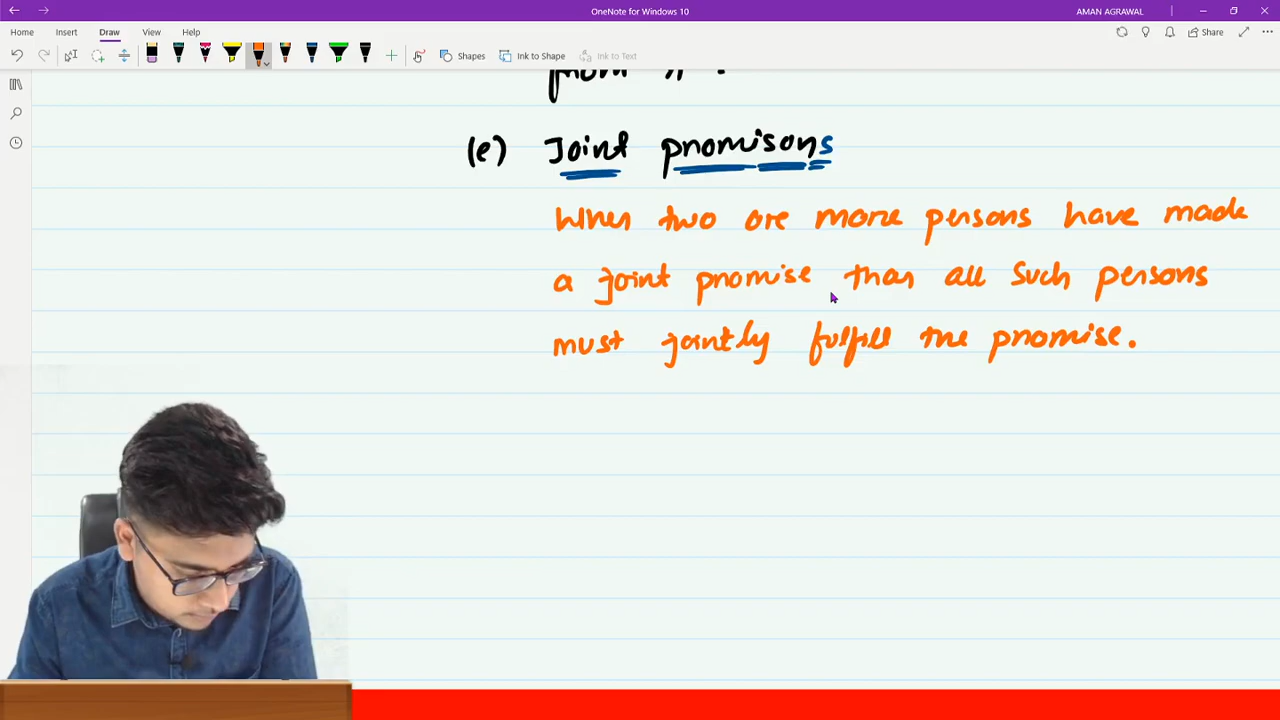 OneNote for Windows 10
AMAN AGRAWAL
Home Insert Draw View Help
Share
Shapes Ink to Shape Ink to Text
from
(e) Joint promisors
When two or more persons have made
a joint promise than all such persons
must jointly fulfill the promise.